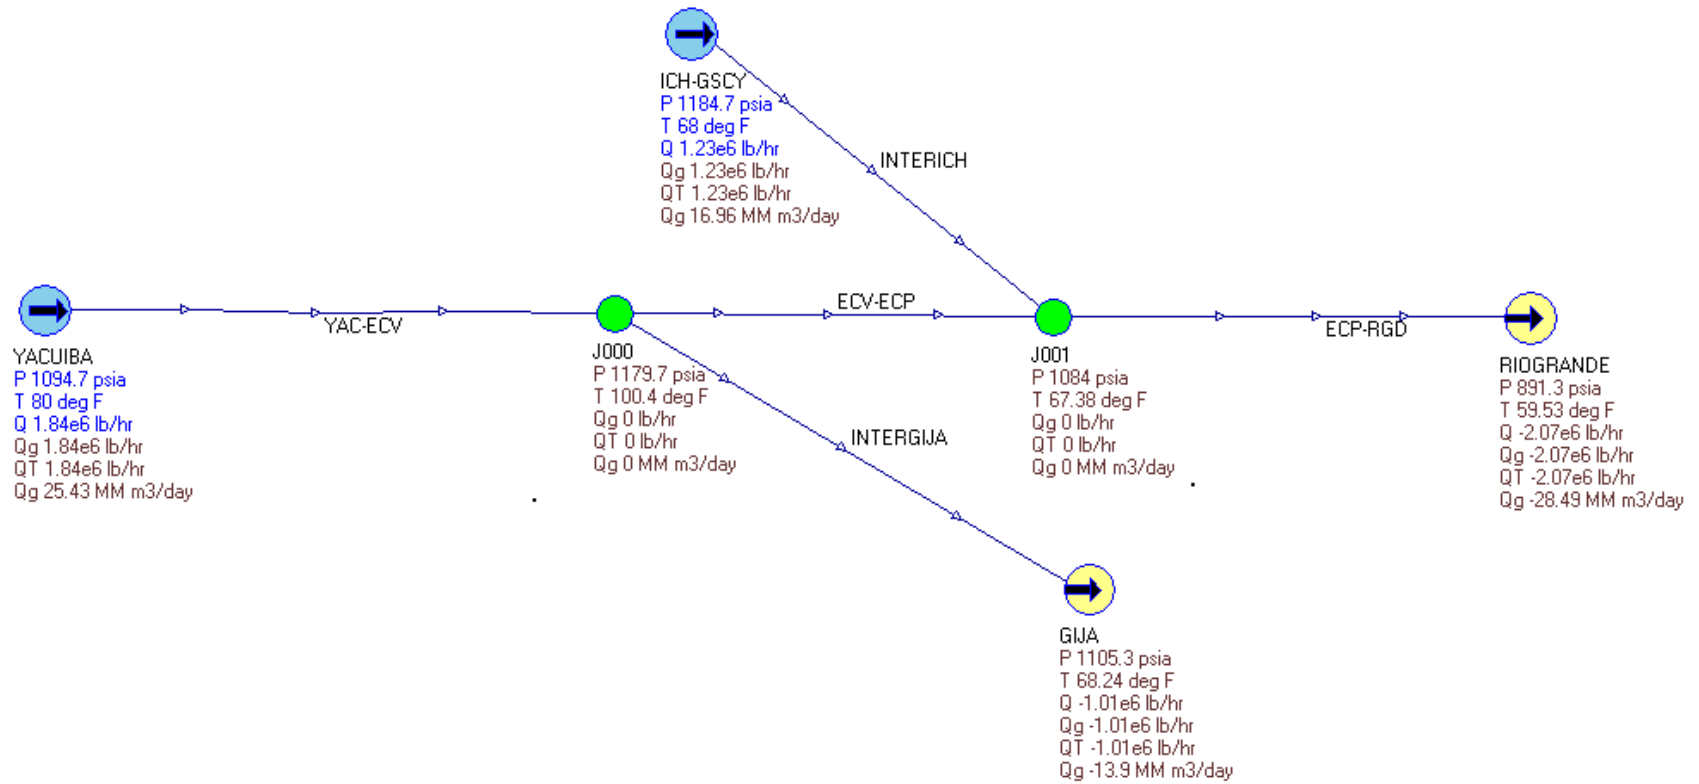 ICH-GSCY
P 1184.7 psia
T 68 deg F
Q 1.23e6 lb/hr
Qg 1.23e6 lb/hr
QT 1.23e6 lb/hr
Qg 16.96 MM m3/day
INTERICH
YACUIBA
P 1094.7 psia
T 80 deg F
Q 1.84e6 lb/hr
Qg 1.84e6 lb/hr
QT 1.84e6 lb/hr
Qg 25.43 MM m3/day
YAC-ECV
J000
P 1179.7 psia
T 100.4 deg F
Qg 0 lb/hr
QT 0 lb/hr
Qg 0 MM m3/day
ECV-ECP
INTERGIJA
J001
P 1084 psia
T 67.38 deg F
Qg 0 lb/hr
QT 0 lb/hr
Qg 0 MM m3/day
ECP-RGD
RIOGRANDE
P 891.3 psia
T 59.53 deg F
Q -2.07e6 lb/hr
Qg -2.07e6 lb/hr
QT -2.07e6 lb/hr
Qg -28.49 MM m3/day
GIJA
P 1105.3 psia
T 68.24 deg F
Q -1.01e6 lb/hr
Qg -1.01e6 lb/hr
QT -1.01e6 lb/hr
Qg -13.9 MM m3/day